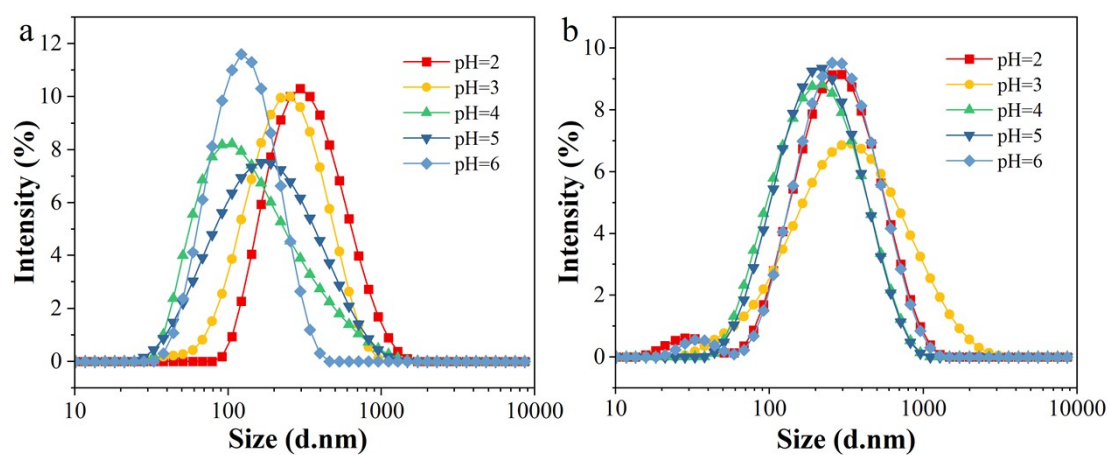 a
12
10
8
6
4
2
0
Intensity (%)
10
100
1000
10000
Size (d.nm)
pH=2
pH=3
pH=4
pH=5
pH=6
b
10
8
6
4
2
0
Intensity (%)
10
100
1000
10000
Size (d.nm)
pH=2
pH=3
pH=4
pH=5
pH=6